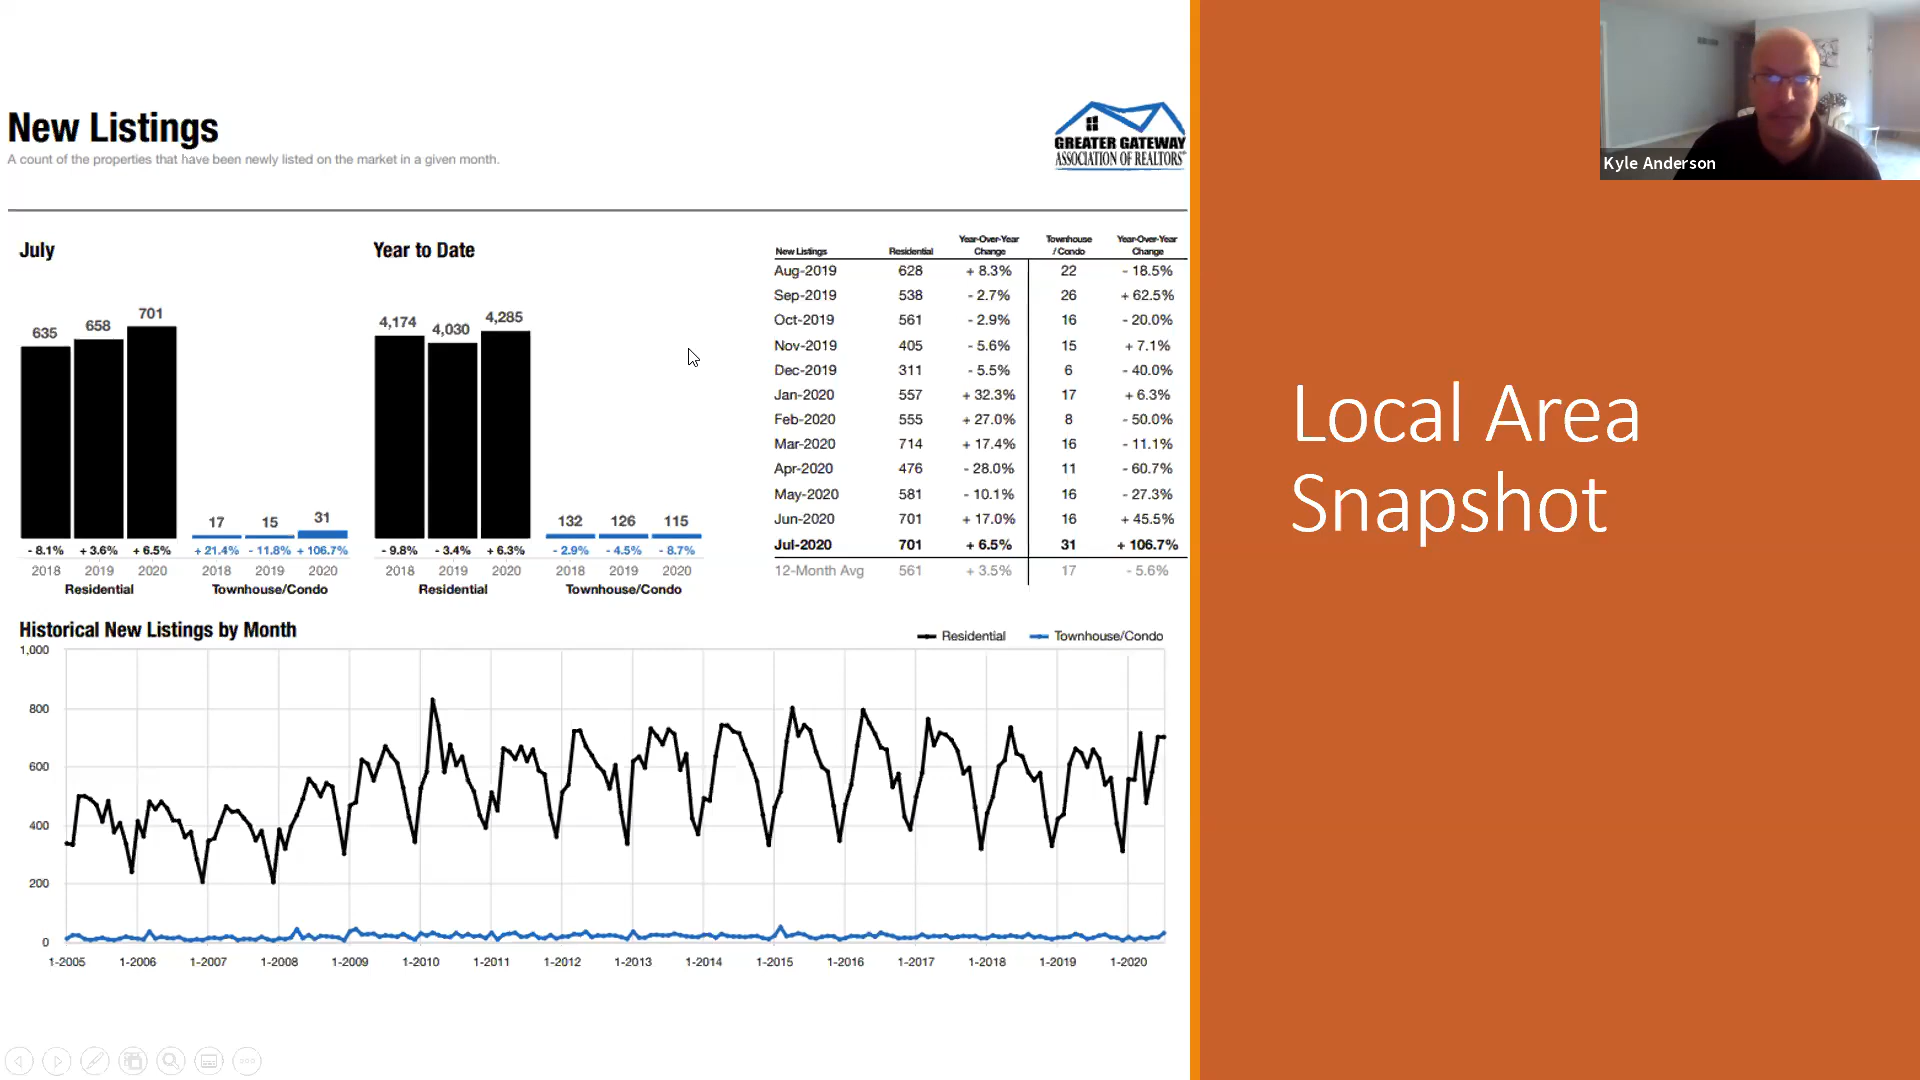 New Listings
A count of the properties that have been newly listed on the market in a given month.
GREATER GATEWAY
ASSOCIATION OF REALTORS®
Kyle Anderson
July
635
658
701
17
15
31
- 8.1% + 3.6% + 6.5% + 21.4% - 11.8% + 106.7%
2018 2019 2020 2018 2019 2020
Residential Townhouse/Condo
Year to Date
4,174
4,030
4,285
132
126
115
- 9.8% - 3.4% + 6.3% - 2.9% - 4.5% - 8.7%
2018 2019 2020 2018 2019 2020
Residential Townhouse/Condo
New Listings Residential Year-Over-Year Change Townhouse / Condo Year-Over-Year Change
Aug-2019 628 + 8.3% 22 - 18.5%
Sep-2019 538 - 2.7% 26 + 62.5%
Oct-2019 561 - 2.9% 16 - 20.0%
Nov-2019 405 - 5.6% 15 + 7.1%
Dec-2019 311 - 5.5% 6 - 40.0%
Jan-2020 557 + 32.3% 17 + 6.3%
Feb-2020 555 + 27.0% 8 - 50.0%
Mar-2020 714 + 17.4% 16 - 11.1%
Apr-2020 476 - 28.0% 11 - 60.7%
May-2020 581 - 10.1% 16 - 27.3%
Jun-2020 701 + 17.0% 16 + 45.5%
Jul-2020 701 + 6.5% 31 + 106.7%
12-Month Avg 561 + 3.5% 17 - 5.6%
Historical New Listings by Month
Residential Townhouse/Condo
1,000
800
600
400
200
0
1-2005 1-2006 1-2007 1-2008 1-2009 1-2010 1-2011 1-2012 1-2013 1-2014 1-2015 1-2016 1-2017 1-2018 1-2019 1-2020
Local Area
Snapshot